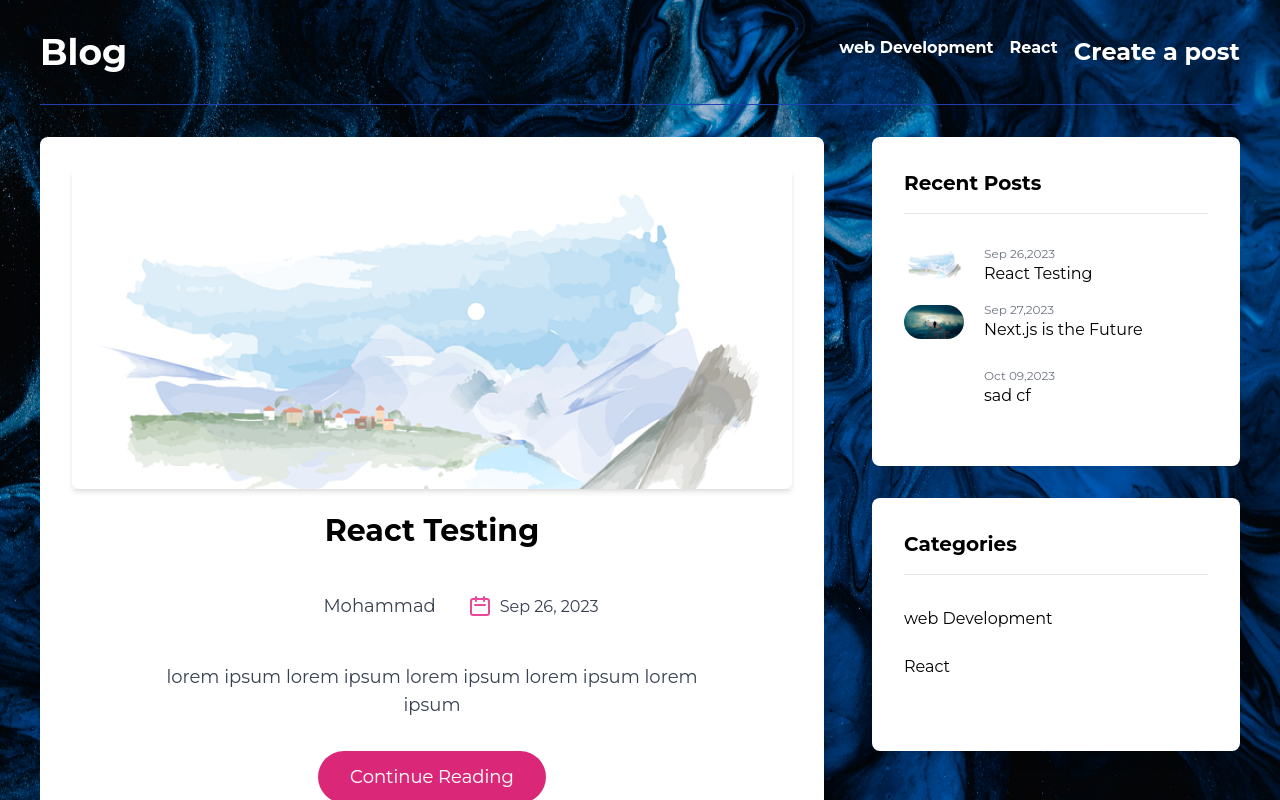 Blog
web Development
React
Create a post
React Testing
Mohammad
Sep 26, 2023
lorem ipsum lorem ipsum lorem ipsum lorem ipsum lorem
ipsum
Continue Reading
Recent Posts
Sep 26,2023
React Testing
Sep 27,2023
Next.js is the Future
Oct 09,2023
sad cf
Categories
web Development
React